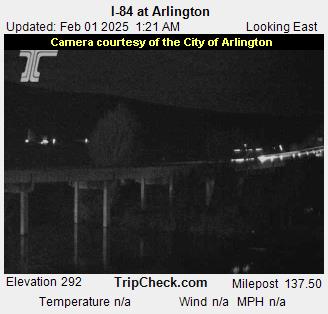 I-84 at Arlington
Updated: Feb 01 2025 1:21 AM Looking East
Camera courtesy of the City of Arlington
Elevation 292 TripCheck.com Milepost 137.50
Temperature n/a Wind n/a MPH n/a